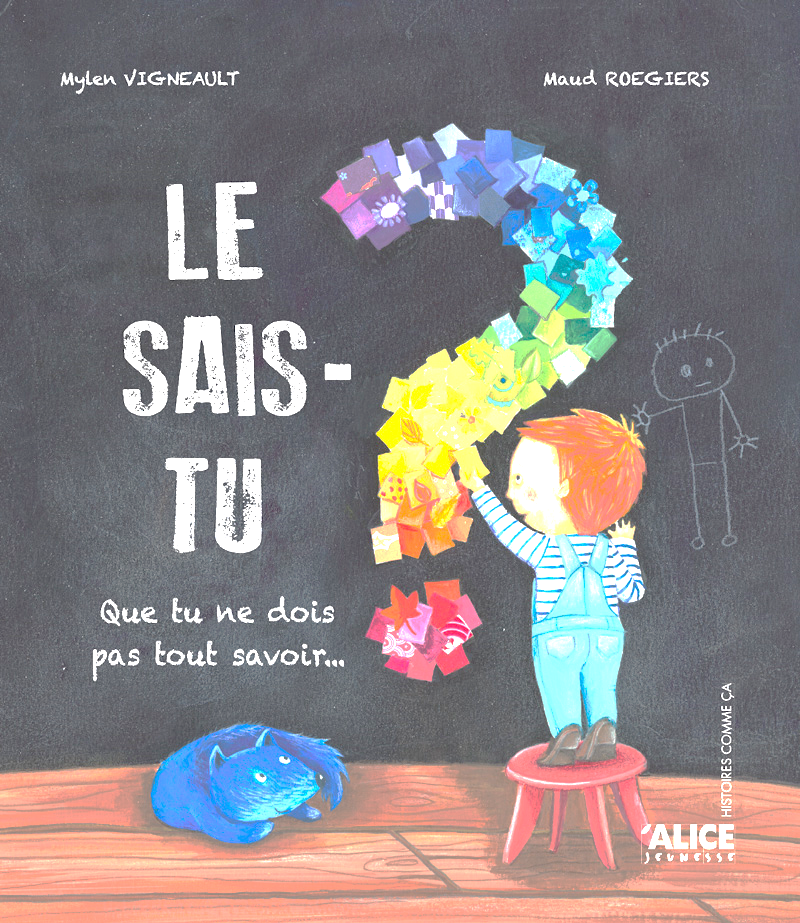 Mylen VIGNEAULT
Maud ROEGIERS
LE
SAIS-
TU
?
Que tu ne dois
pas tout savoir...
HISTOIRES COMME ÇA
'ALICE
JEUNESSE